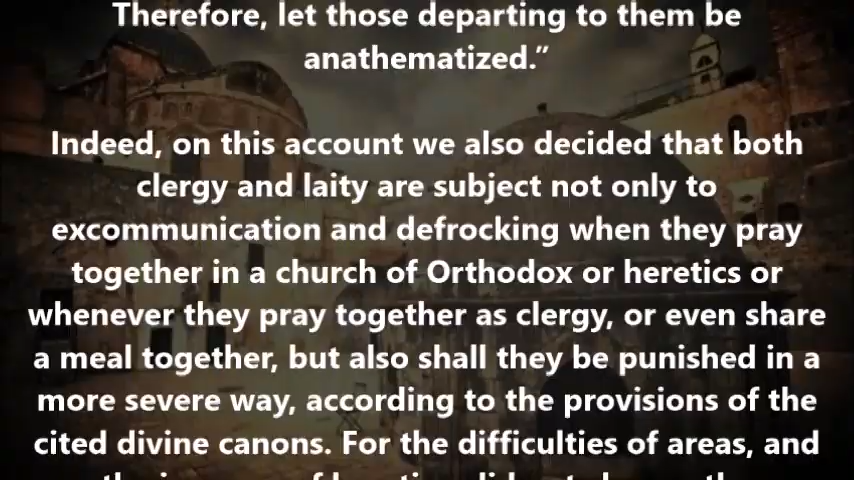 Therefore, let those departing to them be
anathematized.”
Indeed, on this account we also decided that both
clergy and laity are subject not only to
excommunication and defrocking when they pray
together in a church of Orthodox or heretics or
whenever they pray together as clergy, or even share
a meal together, but also shall they be punished in a
more severe way, according to the provisions of the
cited divine canons. For the difficulties of areas, and